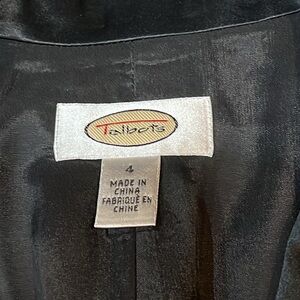 Talbots
4
MADE IN
CHINA
FABRIQUÉ EN
CHINE